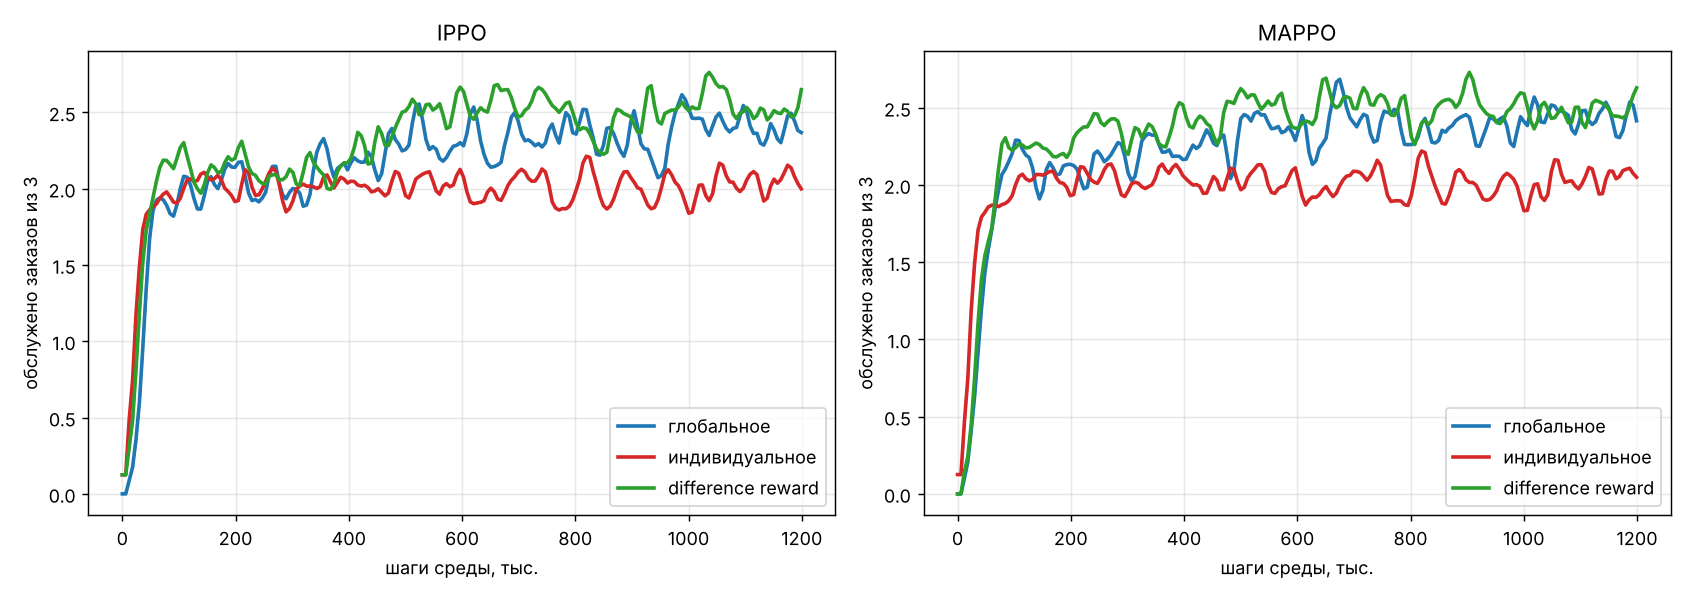 IPPO
обслужено заказов из 3
2.5
2.0
1.5
1.0
0.5
0.0
0 200 400 600 800 1000 1200
шаги среды, тыс.
глобальное
индивидуальное
difference reward
MAPPO
обслужено заказов из 3
2.5
2.0
1.5
1.0
0.5
0.0
0 200 400 600 800 1000 1200
шаги среды, тыс.
глобальное
индивидуальное
difference reward